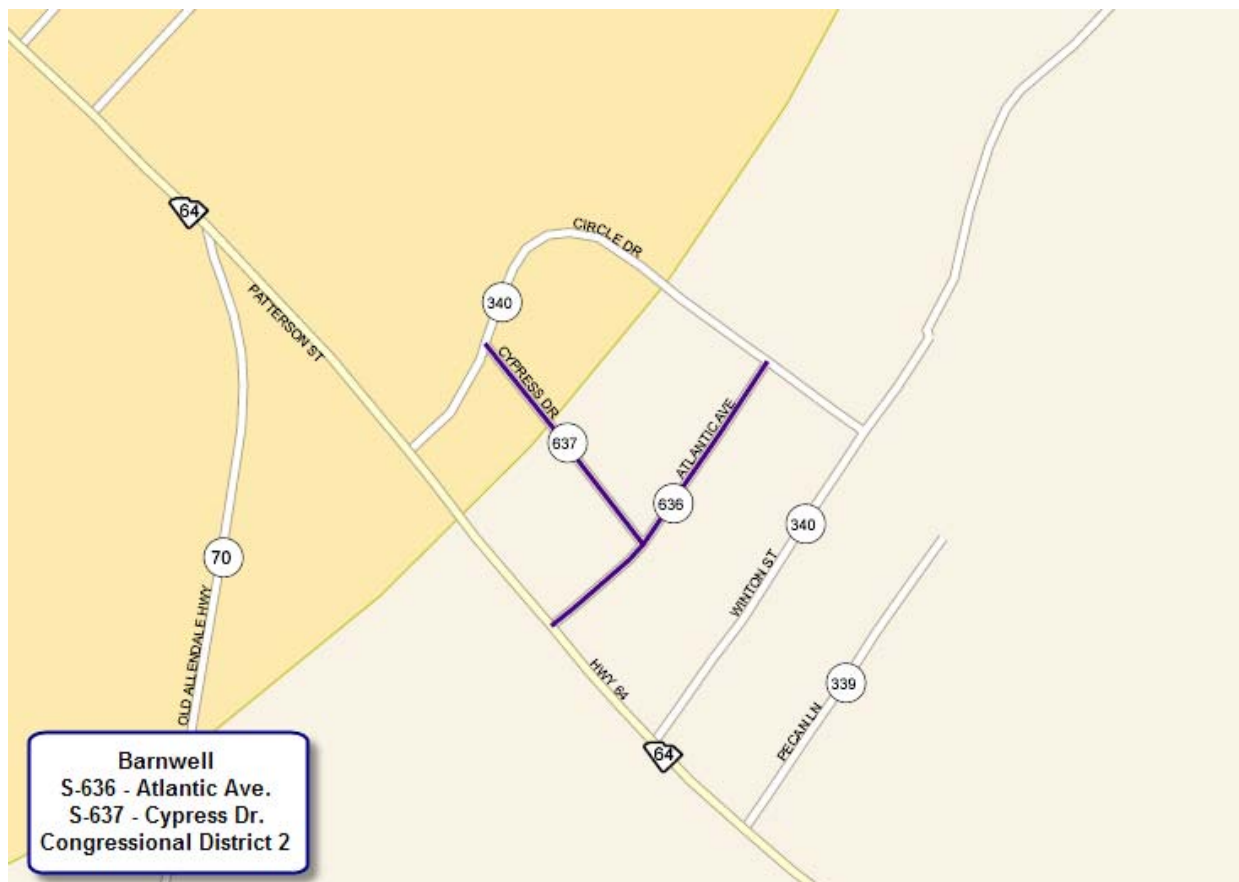 64
CIRCLE DR
340
PATTERSON ST
CYPRESS DR
637
ATLANTIC AVE
636
340
70
WINTON ST
OLD ALLENDALE HWY
HWY 64
339
64
PECAN LN
Barnwell
S-636 - Atlantic Ave.
S-637 - Cypress Dr.
Congressional District 2